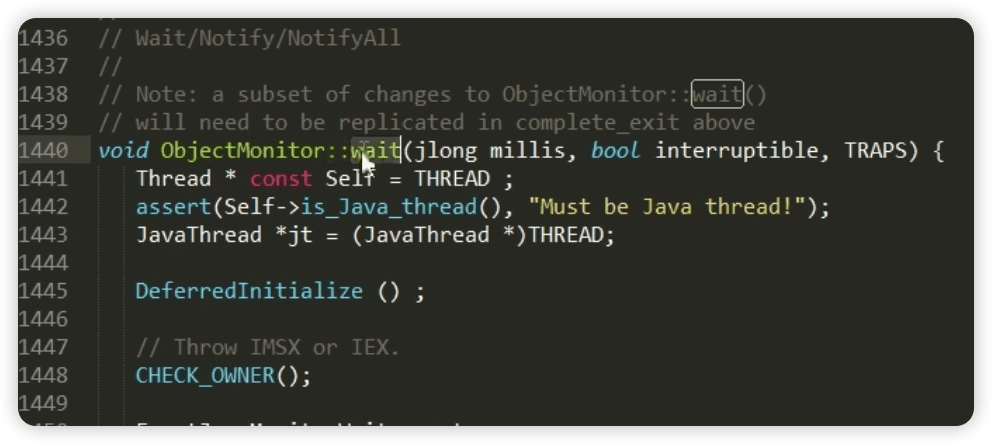 1436 // Wait/Notify/NotifyAll
1437 //
1438 // Note: a subset of changes to ObjectMonitor::wait()
1439 // will need to be replicated in complete_exit above
1440 void ObjectMonitor::wait(jlong millis, bool interruptible, TRAPS) {
1441 Thread * const Self = THREAD ;
1442 assert(Self->is_Java_thread(), "Must be Java thread!");
1443 JavaThread *jt = (JavaThread *)THREAD;
1444
1445 DeferredInitialize () ;
1446
1447 // Throw IMSX or IEX.
1448 CHECK_OWNER();
1449